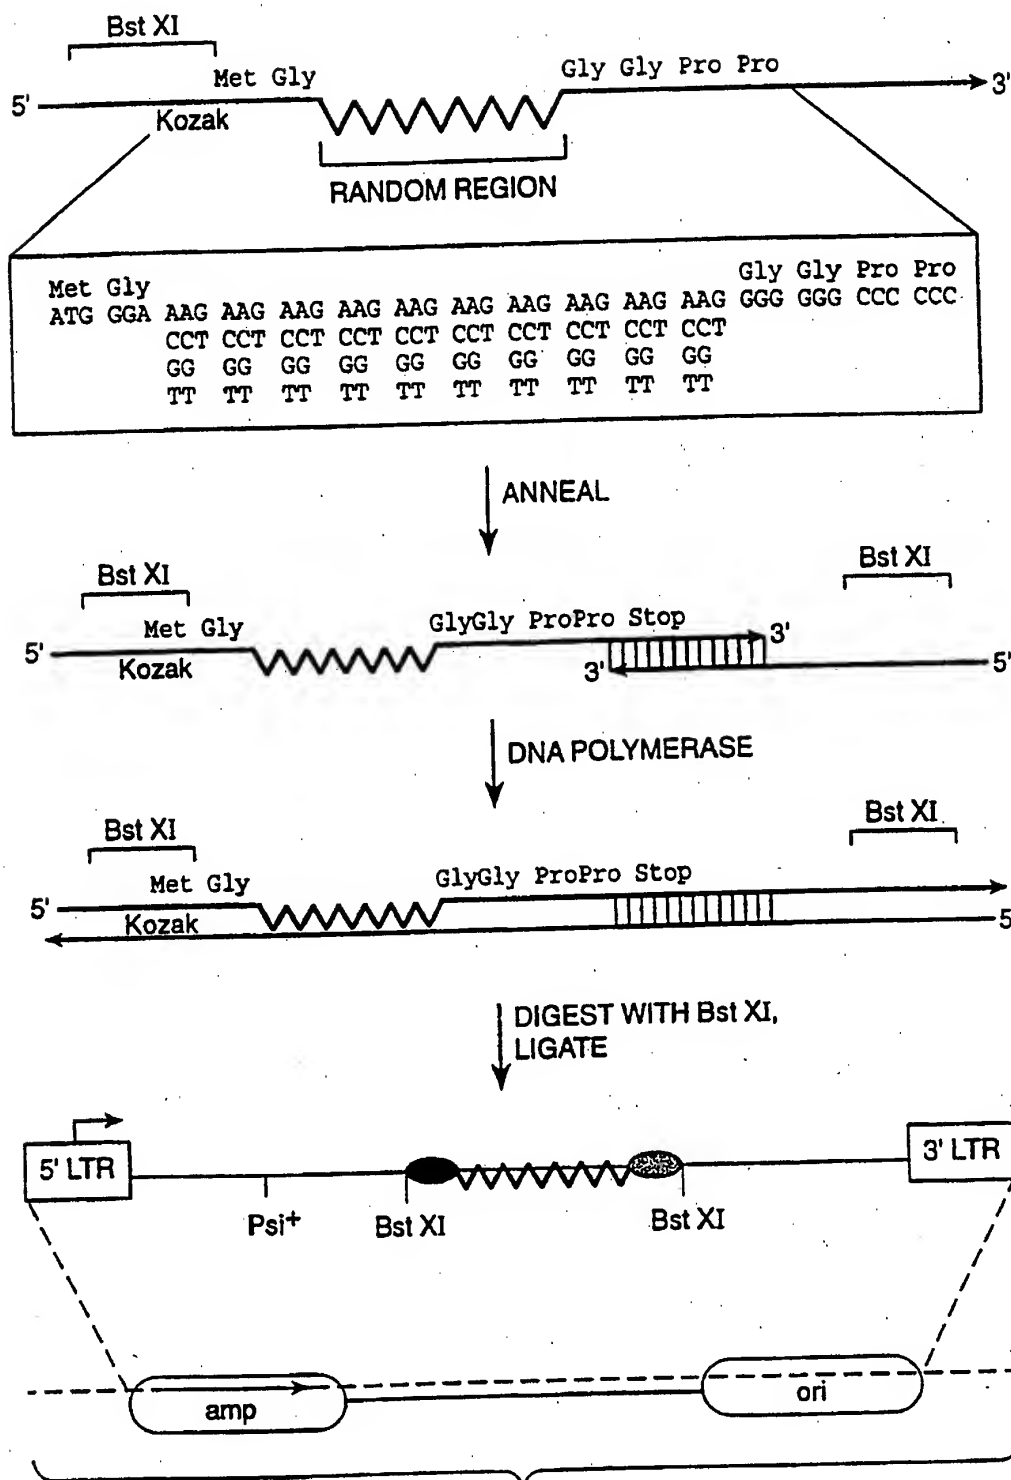 Bst XI
Met Gly
Gly Gly Pro Pro
5'
3'
Kozak
RANDOM REGION
Met Gly
Gly Gly Pro Pro
ATG GGA AAG AAG AAG AAG AAG AAG AAG AAG AAG AAG GGG GGG CCC CCC
CCT CCT CCT CCT CCT CCT CCT CCT CCT CCT
GG GG GG GG GG GG GG GG GG GG
TT TT TT TT TT TT TT TT TT TT
ANNEAL
Bst XI
Bst XI
Met Gly
GlyGly ProPro Stop
5'
3'
Kozak
3'
5'
DNA POLYMERASE
Bst XI
Bst XI
Met Gly
GlyGly ProPro Stop
5'
Kozak
5'
DIGEST WITH Bst XI,
LIGATE
5' LTR
3' LTR
Psi+
Bst XI
Bst XI
amp
ori